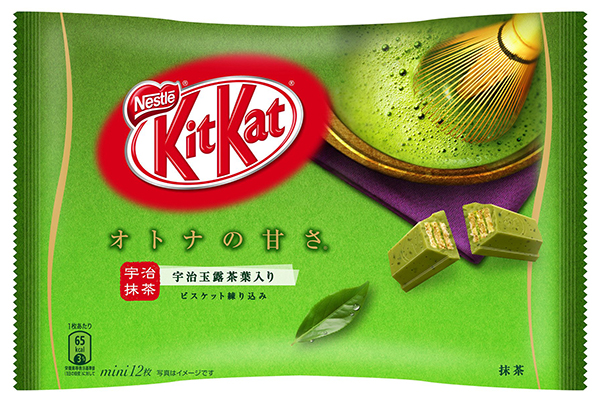 Nestlé
KitKat
オトナの甘さ
宇治
抹茶
宇治玉露茶葉入り
ビスケット練り込み
1枚あたり
65
kcal
3%
mini 12枚
写真はイメージです
抹茶